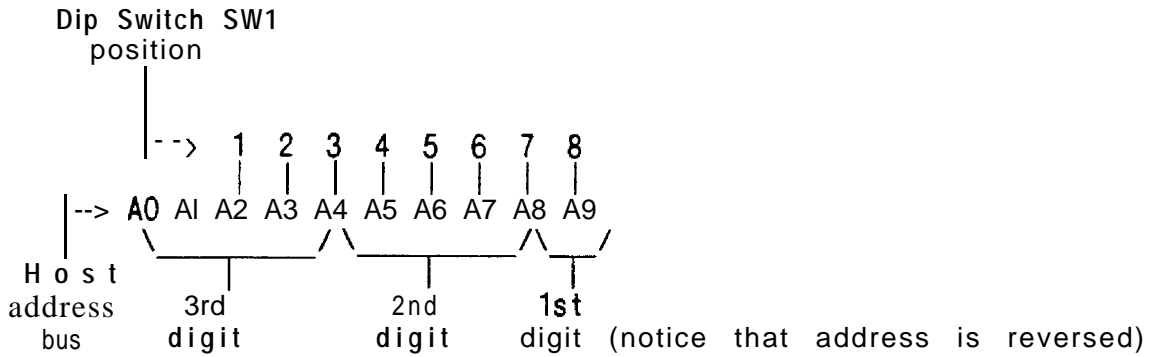 Dip Switch SW1
position
--> 1 2 3 4 5 6 7 8
--> A0 Al A2 A3 A4 A5 A6 A7 A8 A9
Host
address
bus
3rd
digit
2nd
digit
1st
digit (notice that address is reversed)